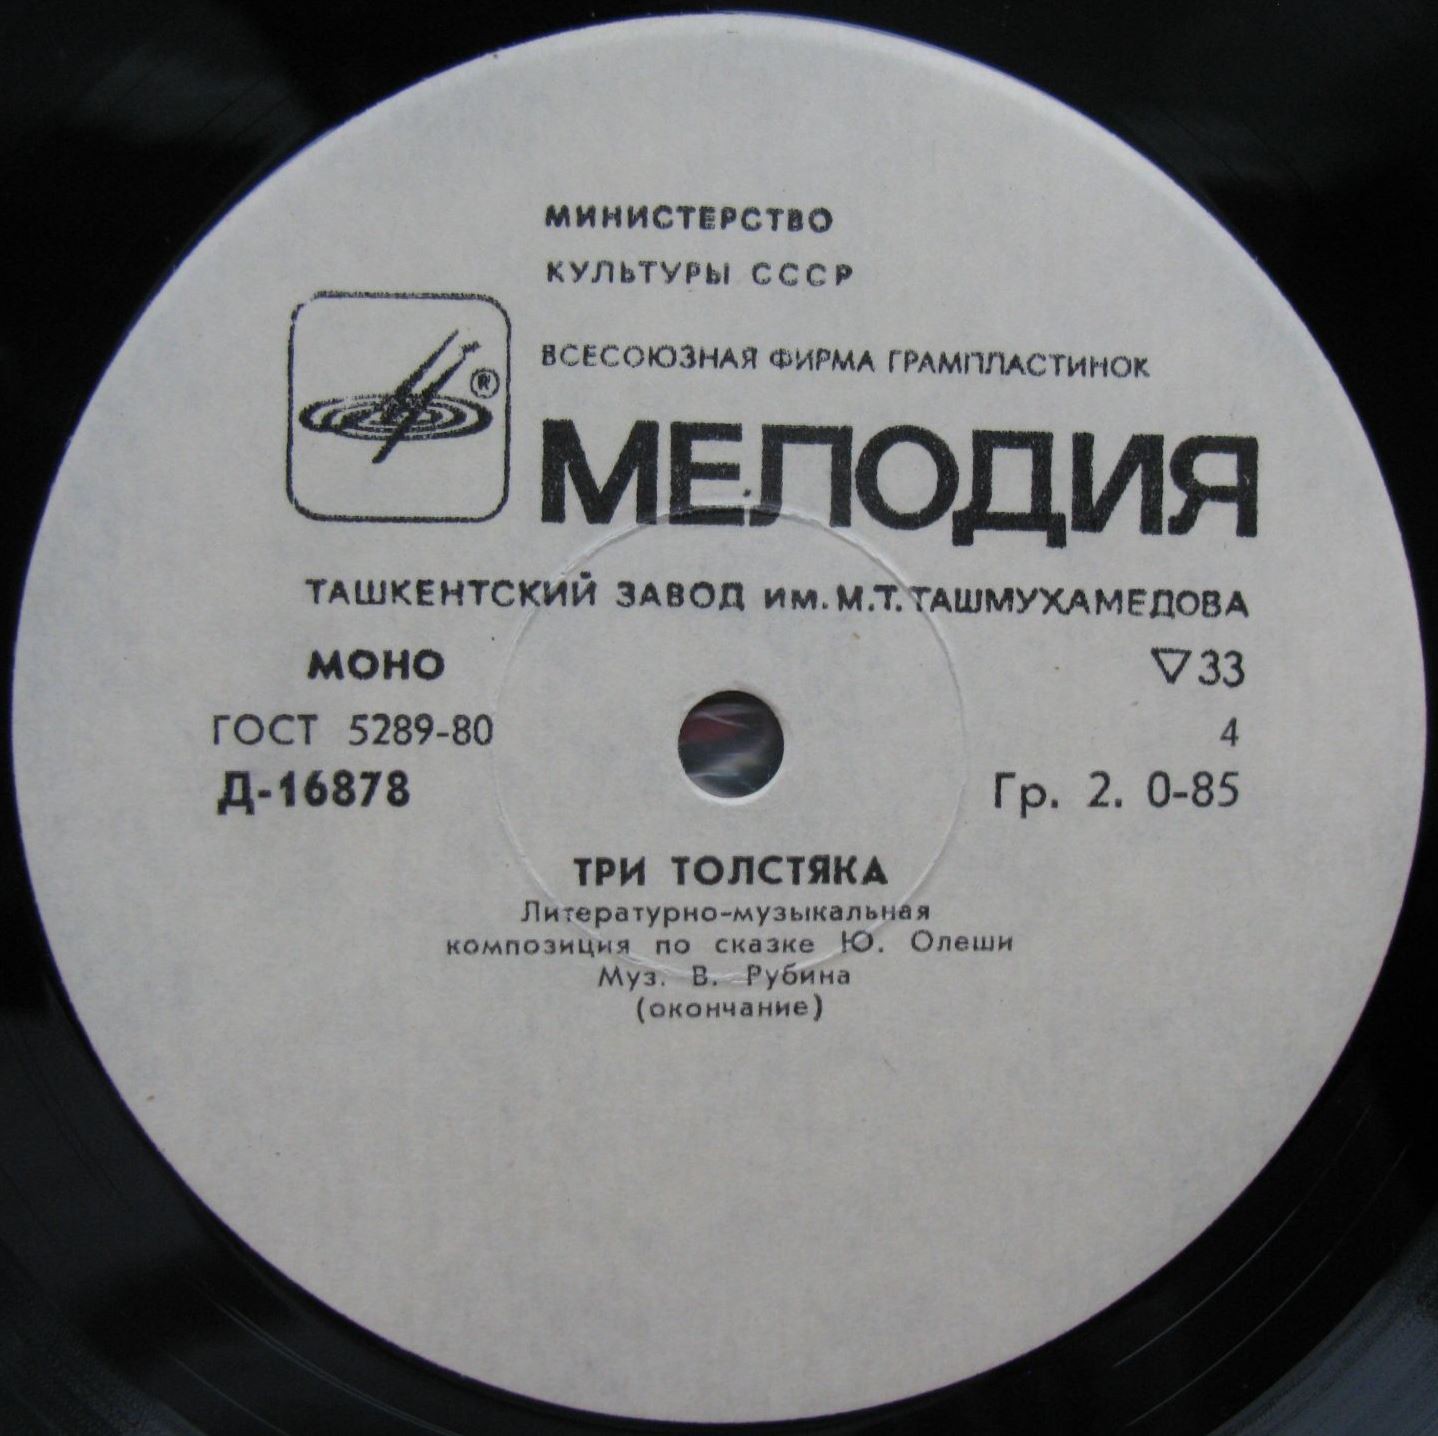 МИНИСТЕРСТВО
КУЛЬТУРЫ СССР
ВСЕСОЮЗНАЯ ФИРМА ГРАМПЛАСТИНОК
®
МЕЛОДИЯ
ТАШКЕНТСКИЙ ЗАВОД им. М.Т. ТАШМУХАМЕДОВА
МОНО ▽33
ГОСТ 5289-80 4
Д-16878 Гр. 2. 0-85
ТРИ ТОЛСТЯКА
Литературно-музыкальная
композиция по сказке Ю. Олеши
Муз. В. Рубина
(окончание)